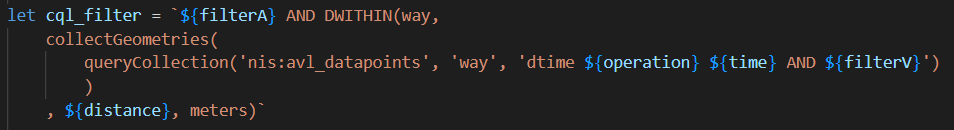 let cql_filter = `${filterA} AND DWITHIN(way,
collectGeometries(
queryCollection('nis:avl_datapoints', 'way', 'dtime ${operation} ${time} AND ${filterV}')
)
, ${distance}, meters)`